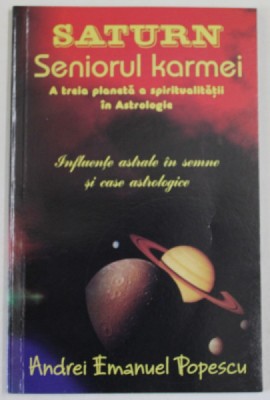 SATURN
Seniorul karmei
A treia planetă a spiritualității
în Astrologie
Influențe astrale în semne
și case astrologice
Andrei Emanuel Popescu